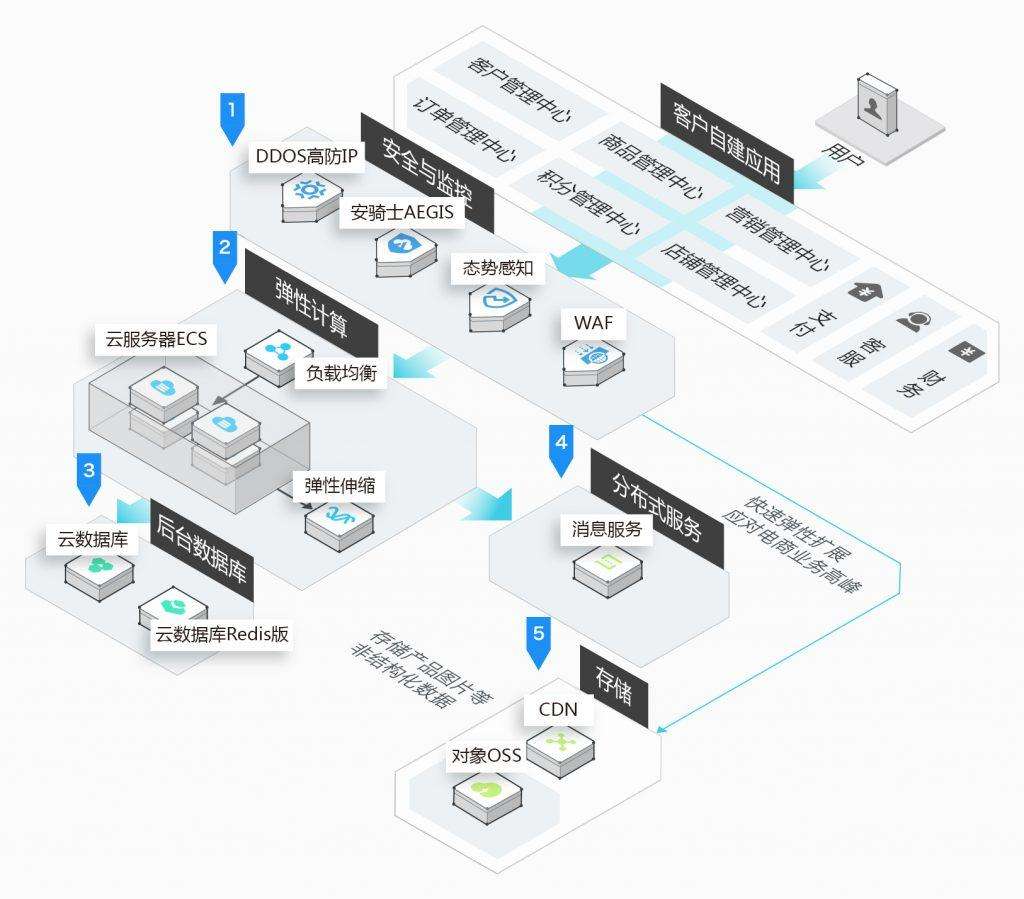 客户管理中心
订单管理中心
商品管理中心
积分管理中心
营销管理中心
店铺管理中心
客户自建应用
用户
支付
客服
财务
1
安全与监控
DDOS高防IP
安骑士AEGIS
态势感知
WAF
2
弹性计算
云服务器ECS
负载均衡
弹性伸缩
3
后台数据库
云数据库
云数据库Redis版
4
分布式服务
消息服务
快速弹性扩展
应对电商业务高峰
5
存储
CDN
对象OSS
存储产品图片等
非结构化数据